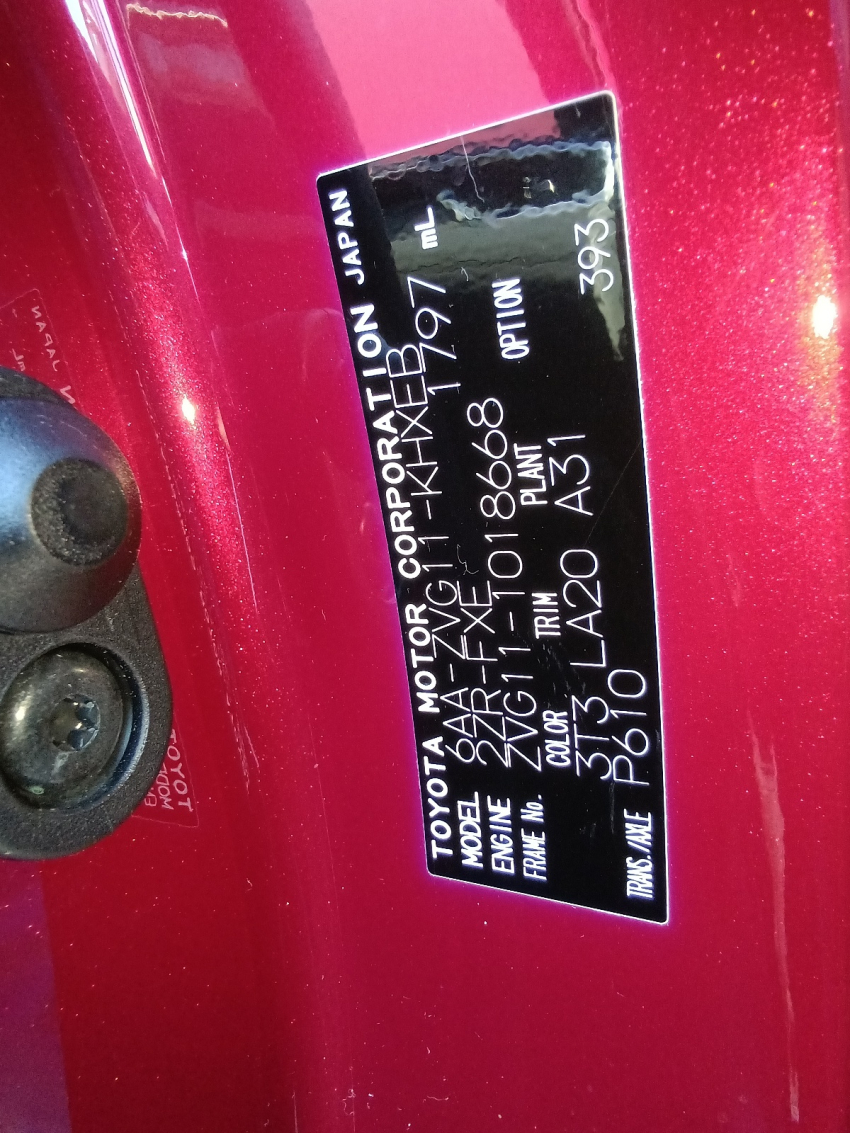 TOYOTA MOTOR CORPORATION JAPAN
MODEL 6AA-ZVG11-KHXEB
ENGINE 2ZR-FXE 1797 mL
FRAME No. ZVG11-1018668
COLOR TRIM PLANT OPTION
3T3 LA20 A31 393
TRANS./AXLE P610